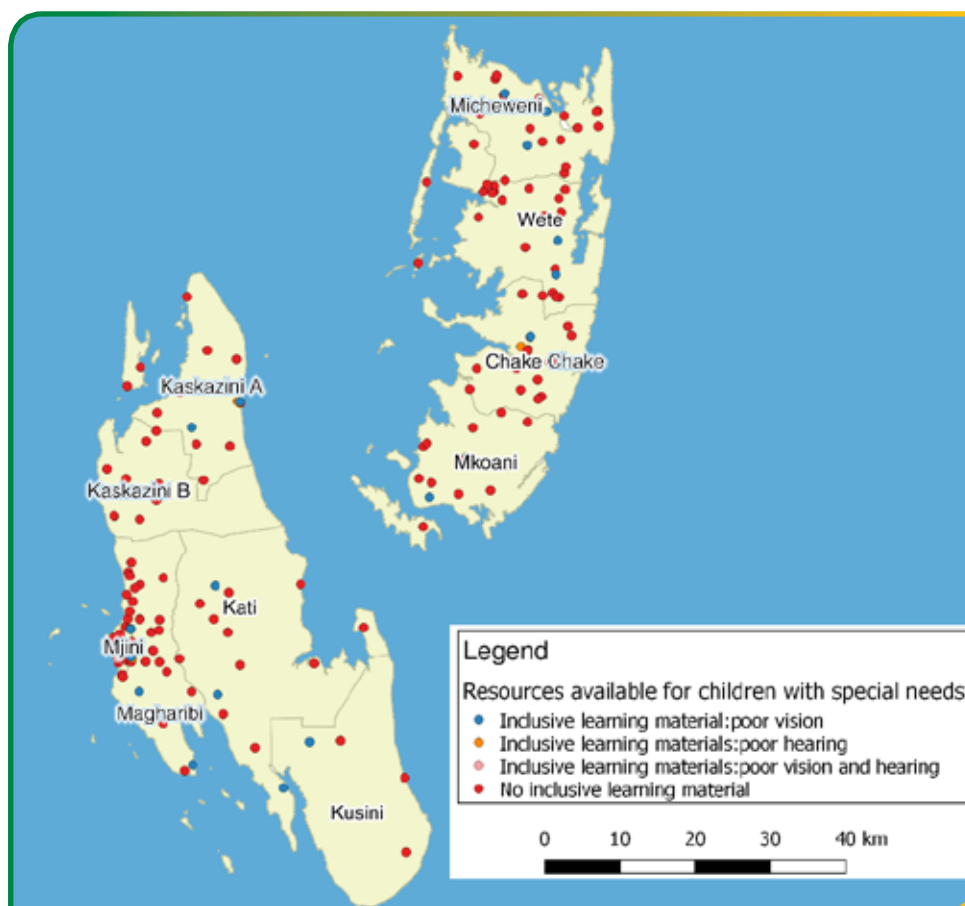 Micheweni
Wete
Chake Chake
Kaskazini A
Mkoani
Kaskazini B
Kati
Mjini
Magharibi
Kusini
Legend
Resources available for children with special needs
Inclusive learning material:poor vision
Inclusive learning materials:poor hearing
Inclusive learning materials:poor vision and hearing
No inclusive learning material
0 10 20 30 40 km